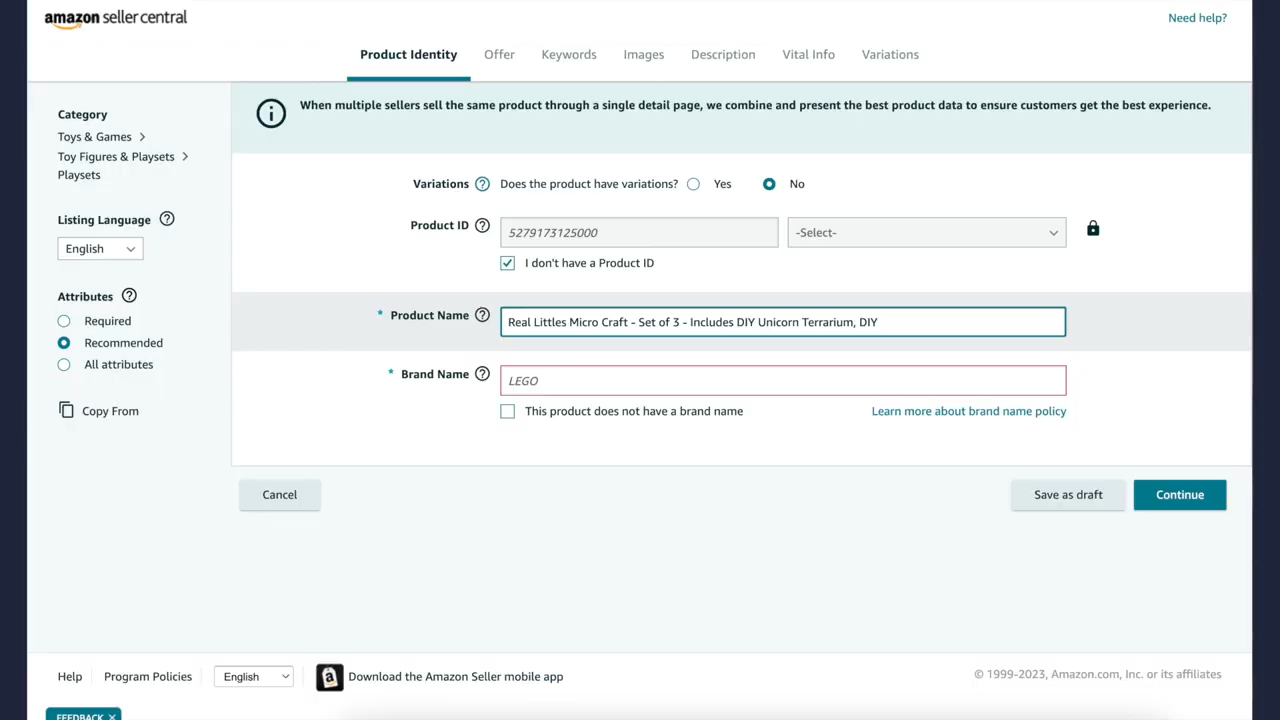 amazon seller central
Need help?
Product Identity Offer Keywords Images Description Vital Info Variations
When multiple sellers sell the same product through a single detail page, we combine and present the best product data to ensure customers get the best experience.
Category
Toys & Games
Toy Figures & Playsets
Playsets
Listing Language
English
Attributes
Required
Recommended
All attributes
Copy From
Variations Does the product have variations? Yes No
Product ID 5279173125000 -Select-
I don't have a Product ID
* Product Name Real Littles Micro Craft - Set of 3 - Includes DIY Unicorn Terrarium, DIY
* Brand Name LEGO
This product does not have a brand name Learn more about brand name policy
Cancel Save as draft Continue
Help Program Policies English Download the Amazon Seller mobile app © 1999-2023, Amazon.com, Inc. or its affiliates
FEEDBACK